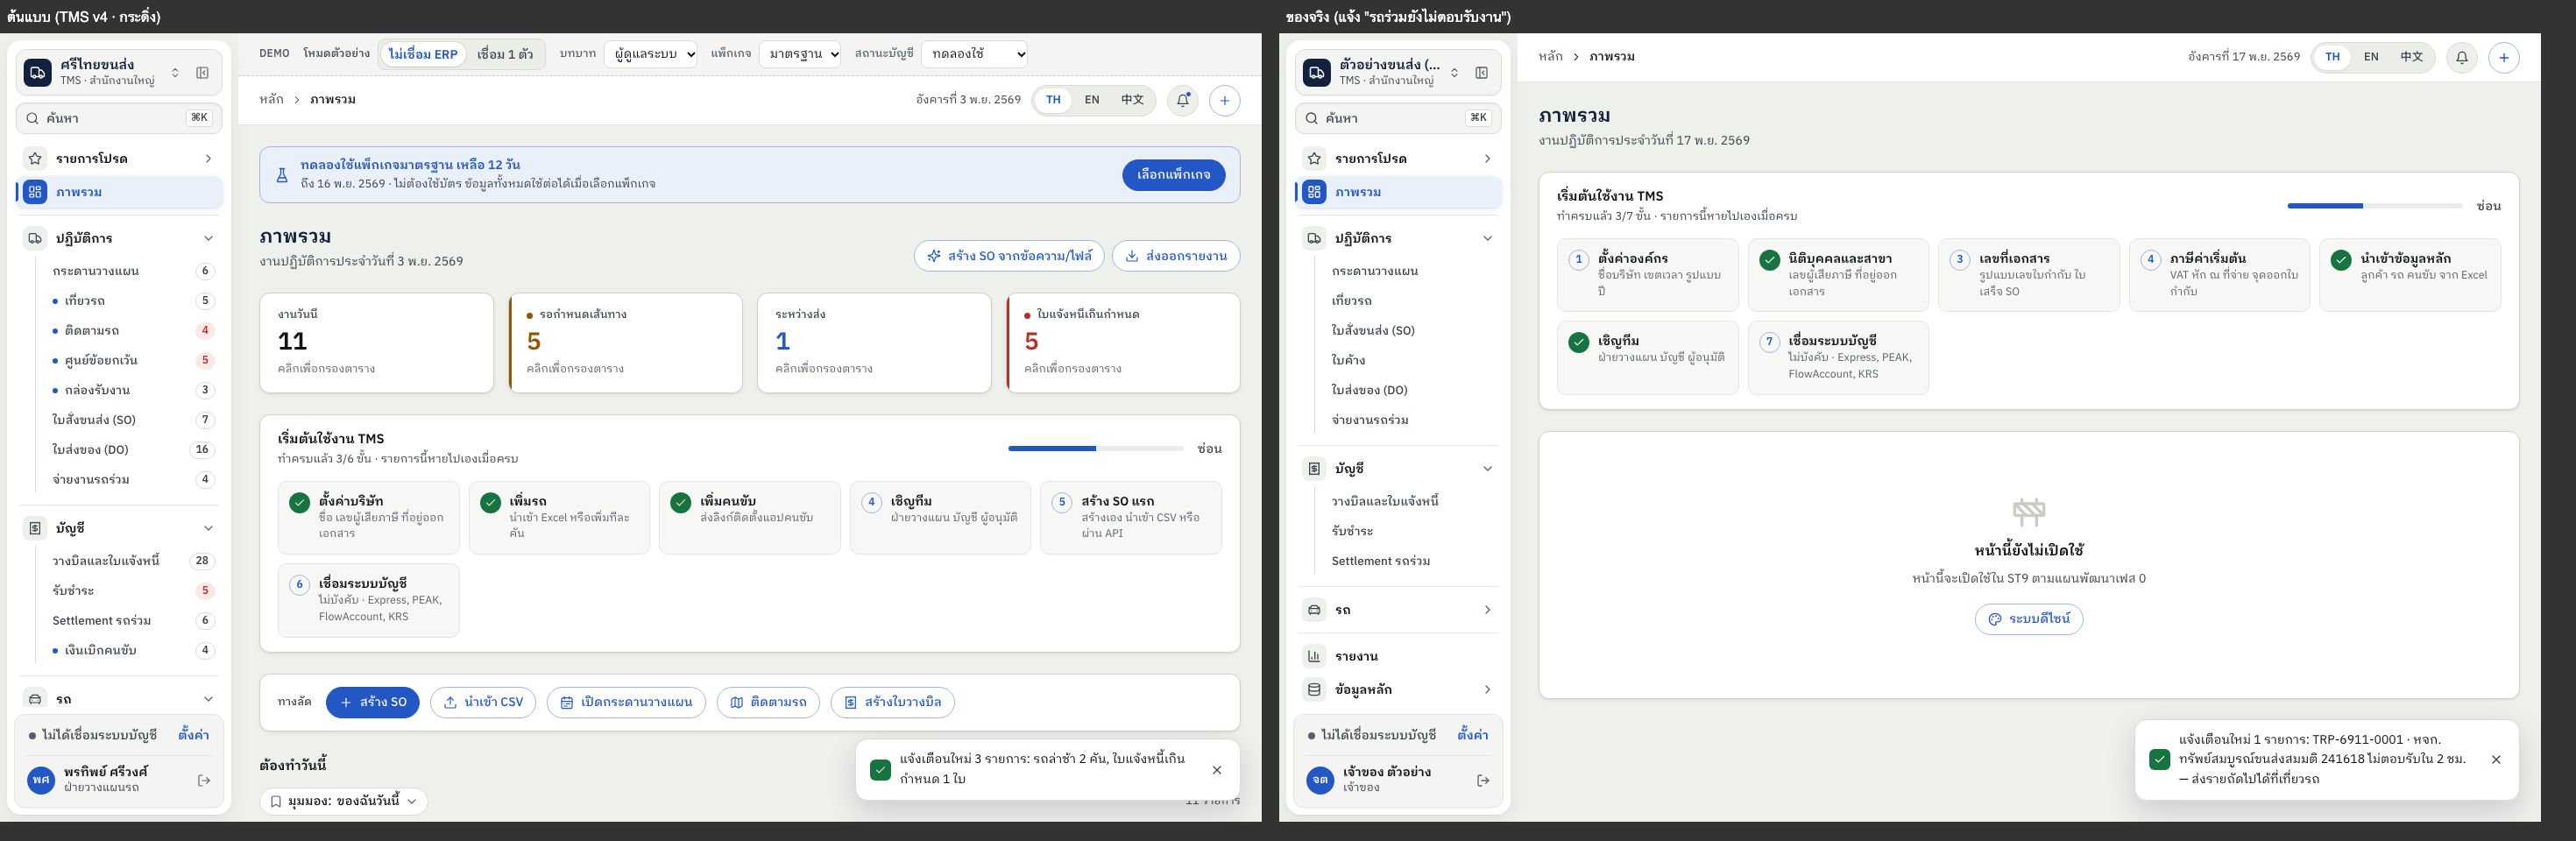 ต้นแบบ (TMS v4 · กระดิ่ง)
ศรีไทยขนส่ง
TMS · สำนักงานใหญ่
ค้นหา ⌘K
รายการโปรด
ภาพรวม
ปฏิบัติการ
กระดานวางแผน 6
เที่ยวรถ 5
ติดตามรถ 4
ศูนย์ข้อยกเว้น 5
กล่องรับงาน 3
ใบสั่งขนส่ง (SO) 7
ใบส่งของ (DO) 16
จ่ายงานรถร่วม 4
บัญชี
วางบิลและใบแจ้งหนี้ 28
รับชำระ 5
Settlement รถร่วม 6
เงินเบิกคนขับ 4
รถ
ไม่ได้เชื่อมระบบบัญชี ตั้งค่า
พศ พรทิพย์ ศรีวงศ์
ฝ่ายวางแผนรถ
DEMO โหมดตัวอย่าง ไม่เชื่อม ERP เชื่อม 1 ตัว บทบาท ผู้ดูแลระบบ แพ็กเกจ มาตรฐาน สถานะบัญชี ทดลองใช้
หลัก ภาพรวม อังคารที่ 3 พ.ย. 2569 TH EN 中文
ทดลองใช้แพ็กเกจมาตรฐาน เหลือ 12 วัน
ถึง 16 พ.ย. 2569 · ไม่ต้องใช้บัตร ข้อมูลทั้งหมดใช้ต่อได้เมื่อเลือกแพ็กเกจ
เลือกแพ็กเกจ
ภาพรวม
งานปฏิบัติการประจำวันที่ 3 พ.ย. 2569
สร้าง SO จากข้อความ/ไฟล์ ส่งออกรายงาน
งานวันนี้
11
คลิกเพื่อกรองตาราง
รอกำหนดเส้นทาง
5
คลิกเพื่อกรองตาราง
ระหว่างส่ง
1
คลิกเพื่อกรองตาราง
ใบแจ้งหนี้เกินกำหนด
5
คลิกเพื่อกรองตาราง
เริ่มต้นใช้งาน TMS
ทำครบแล้ว 3/6 ขั้น · รายการนี้หายไปเองเมื่อครบ
ซ่อน
ตั้งค่าบริษัท
ชื่อ เลขผู้เสียภาษี ที่อยู่ออก
เอกสาร
เพิ่มรถ
นำเข้า Excel หรือเพิ่มทีละ
คัน
เพิ่มคนขับ
ส่งลิงก์ติดตั้งแอปคนขับ
4 เชิญทีม
ฝ่ายวางแผน บัญชี ผู้อนุมัติ
5 สร้าง SO แรก
สร้างเอง นำเข้า CSV หรือ
ผ่าน API
6 เชื่อมระบบบัญชี
ไม่บังคับ · Express, PEAK,
FlowAccount, KRS
ทางลัด สร้าง SO นำเข้า CSV เปิดกระดานวางแผน ติดตามรถ สร้างใบวางบิล
ต้องทำวันนี้
มุมมอง: ของฉันวันนี้
11 รายการ
แจ้งเตือนใหม่ 3 รายการ: รถล่าช้า 2 คัน, ใบแจ้งหนี้เกิน
กำหนด 1 ใบ
ของจริง (แจ้ง "รถร่วมยังไม่ตอบรับงาน")
ตัวอย่างขนส่ง (...
TMS · สำนักงานใหญ่
ค้นหา ⌘K
รายการโปรด
ภาพรวม
ปฏิบัติการ
กระดานวางแผน
เที่ยวรถ
ใบสั่งขนส่ง (SO)
ใบค้าง
ใบส่งของ (DO)
จ่ายงานรถร่วม
บัญชี
วางบิลและใบแจ้งหนี้
รับชำระ
Settlement รถร่วม
รถ
รายงาน
ข้อมูลหลัก
ไม่ได้เชื่อมระบบบัญชี ตั้งค่า
จต เจ้าของ ตัวอย่าง
เจ้าของ
หลัก ภาพรวม อังคารที่ 17 พ.ย. 2569 TH EN 中文
ภาพรวม
งานปฏิบัติการประจำวันที่ 17 พ.ย. 2569
เริ่มต้นใช้งาน TMS
ทำครบแล้ว 3/7 ขั้น · รายการนี้หายไปเองเมื่อครบ
ซ่อน
1 ตั้งค่าองค์กร
ชื่อบริษัท เขตเวลา รูปแบบ
ปี
นิติบุคคลและสาขา
เลขผู้เสียภาษี ที่อยู่ออก
เอกสาร
3 เลขที่เอกสาร
รูปแบบเลขใบกำกับ ใบ
เสร็จ SO
4 ภาษีค่าเริ่มต้น
VAT หัก ณ ที่จ่าย จุดออกใบ
กำกับ
นำเข้าข้อมูลหลัก
ลูกค้า รถ คนขับ จาก Excel
เชิญทีม
ฝ่ายวางแผน บัญชี ผู้อนุมัติ
7 เชื่อมระบบบัญชี
ไม่บังคับ · Express, PEAK,
FlowAccount, KRS
หน้านี้ยังไม่เปิดใช้
หน้านี้จะเปิดใช้ใน ST9 ตามแผนพัฒนาเฟส 0
ระบบดีไซน์
แจ้งเตือนใหม่ 1 รายการ: TRP-6911-0001 · หจก.
ทรัพย์สมบูรณ์ขนส่งสมมติ 241618 ไม่ตอบรับใน 2 ชม.
— ส่งรายถัดไปได้ที่เที่ยวรถ